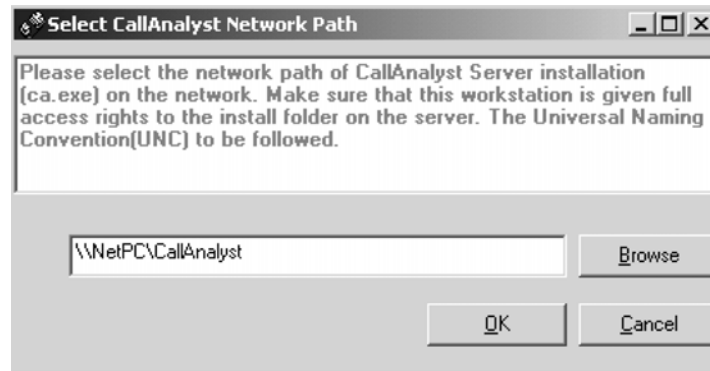 Select CallAnalyst Network Path
Please select the network path of CallAnalyst Server installation
(ca.exe) on the network. Make sure that this workstation is given full
access rights to the install folder on the server. The Universal Naming
Convention(UNC) to be followed.
\\NetPC\CallAnalyst
Browse
OK
Cancel